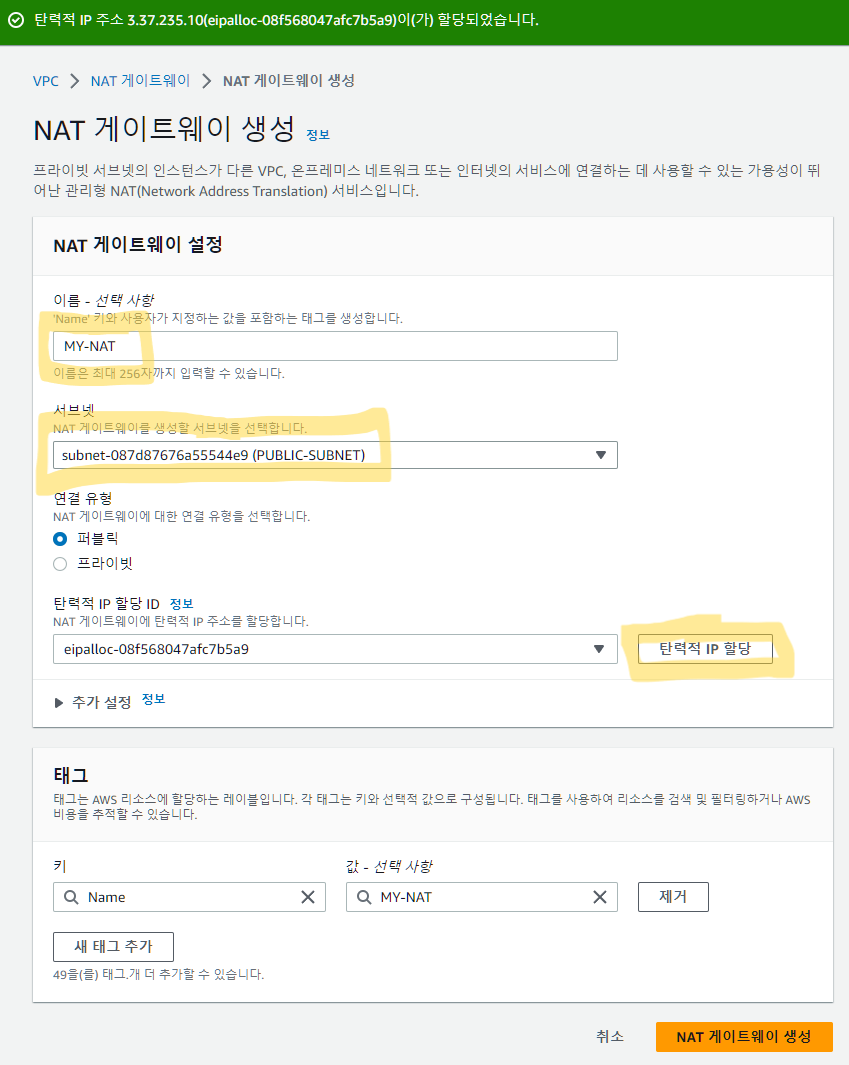 탄력적 IP 주소 3.37.235.10(eipalloc-08f568047afc7b5a9)이(가) 할당되었습니다.
VPC > NAT 게이트웨이 > NAT 게이트웨이 생성
NAT 게이트웨이 생성 정보
프라이빗 서브넷의 인스턴스가 다른 VPC, 온프레미스 네트워크 또는 인터넷의 서비스에 연결하는 데 사용할 수 있는 가용성이 뛰
어난 관리형 NAT(Network Address Translation) 서비스입니다.
NAT 게이트웨이 설정
이름 - 선택 사항
'Name' 키와 사용자가 지정하는 값을 포함하는 태그를 생성합니다.
MY-NAT
이름은 최대 256자까지 입력할 수 있습니다.
서브넷
NAT 게이트웨이를 생성할 서브넷을 선택합니다.
subnet-087d87676a55544e9 (PUBLIC-SUBNET)
연결 유형
NAT 게이트웨이에 대한 연결 유형을 선택합니다.
퍼블릭
프라이빗
탄력적 IP 할당 ID 정보
NAT 게이트웨이에 탄력적 IP 주소를 할당합니다.
eipalloc-08f568047afc7b5a9 탄력적 IP 할당
추가 설정 정보
태그
태그는 AWS 리소스에 할당하는 레이블입니다. 각 태그는 키와 선택적 값으로 구성됩니다. 태그를 사용하여 리소스를 검색 및 필터링하거나 AWS
비용을 추적할 수 있습니다.
키 값 - 선택 사항
Name MY-NAT 제거
새 태그 추가
49을(를) 태그.개 더 추가할 수 있습니다.
취소 NAT 게이트웨이 생성